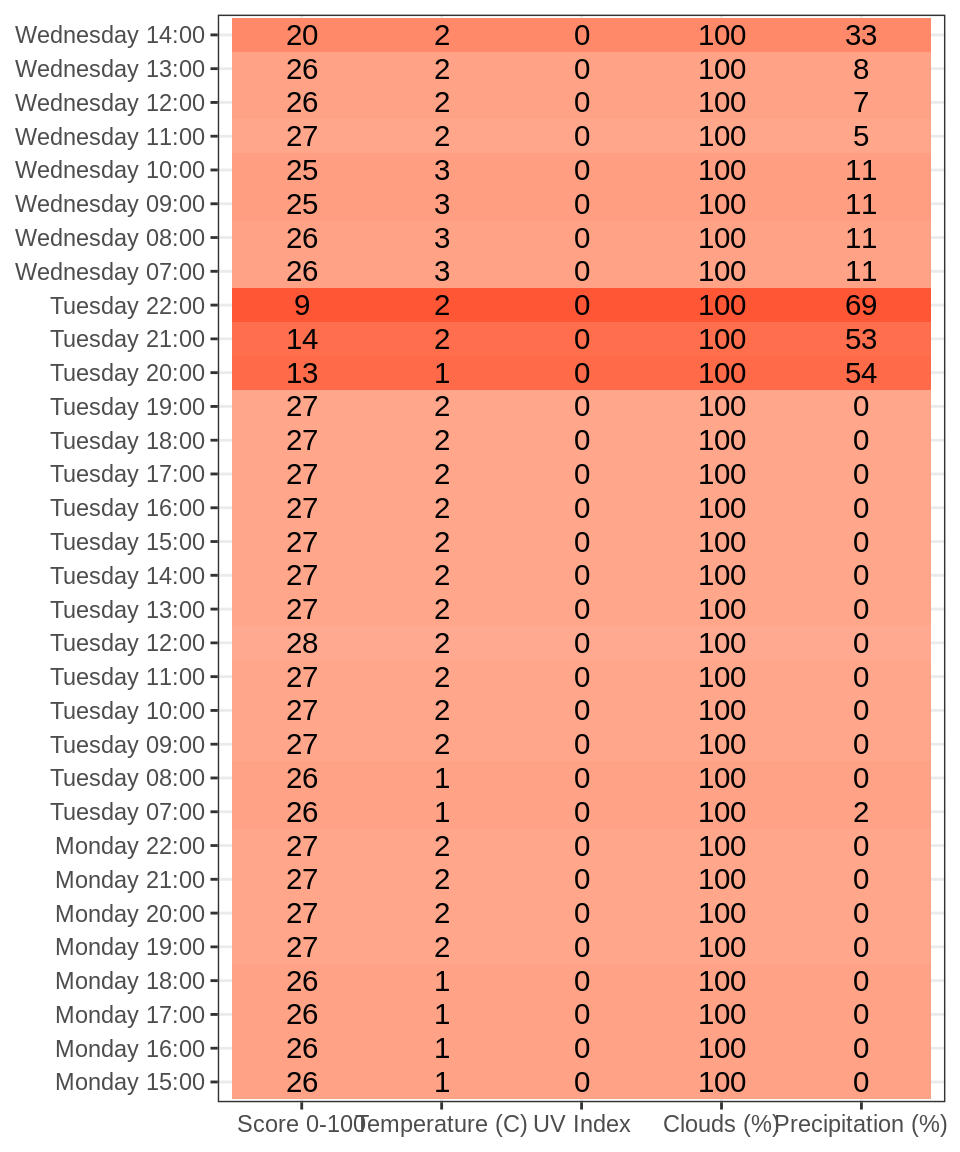 Wednesday 14:00 20 2 0 100 33
Wednesday 13:00 26 2 0 100 8
Wednesday 12:00 26 2 0 100 7
Wednesday 11:00 27 2 0 100 5
Wednesday 10:00 25 3 0 100 11
Wednesday 09:00 25 3 0 100 11
Wednesday 08:00 26 3 0 100 11
Wednesday 07:00 26 3 0 100 11
Tuesday 22:00 9 2 0 100 69
Tuesday 21:00 14 2 0 100 53
Tuesday 20:00 13 1 0 100 54
Tuesday 19:00 27 2 0 100 0
Tuesday 18:00 27 2 0 100 0
Tuesday 17:00 27 2 0 100 0
Tuesday 16:00 27 2 0 100 0
Tuesday 15:00 27 2 0 100 0
Tuesday 14:00 27 2 0 100 0
Tuesday 13:00 27 2 0 100 0
Tuesday 12:00 28 2 0 100 0
Tuesday 11:00 27 2 0 100 0
Tuesday 10:00 27 2 0 100 0
Tuesday 09:00 27 2 0 100 0
Tuesday 08:00 26 1 0 100 0
Tuesday 07:00 26 1 0 100 2
Monday 22:00 27 2 0 100 0
Monday 21:00 27 2 0 100 0
Monday 20:00 27 2 0 100 0
Monday 19:00 27 2 0 100 0
Monday 18:00 26 1 0 100 0
Monday 17:00 26 1 0 100 0
Monday 16:00 26 1 0 100 0
Monday 15:00 26 1 0 100 0
Score 0-100 Temperature (C) UV Index Clouds (%) Precipitation (%)